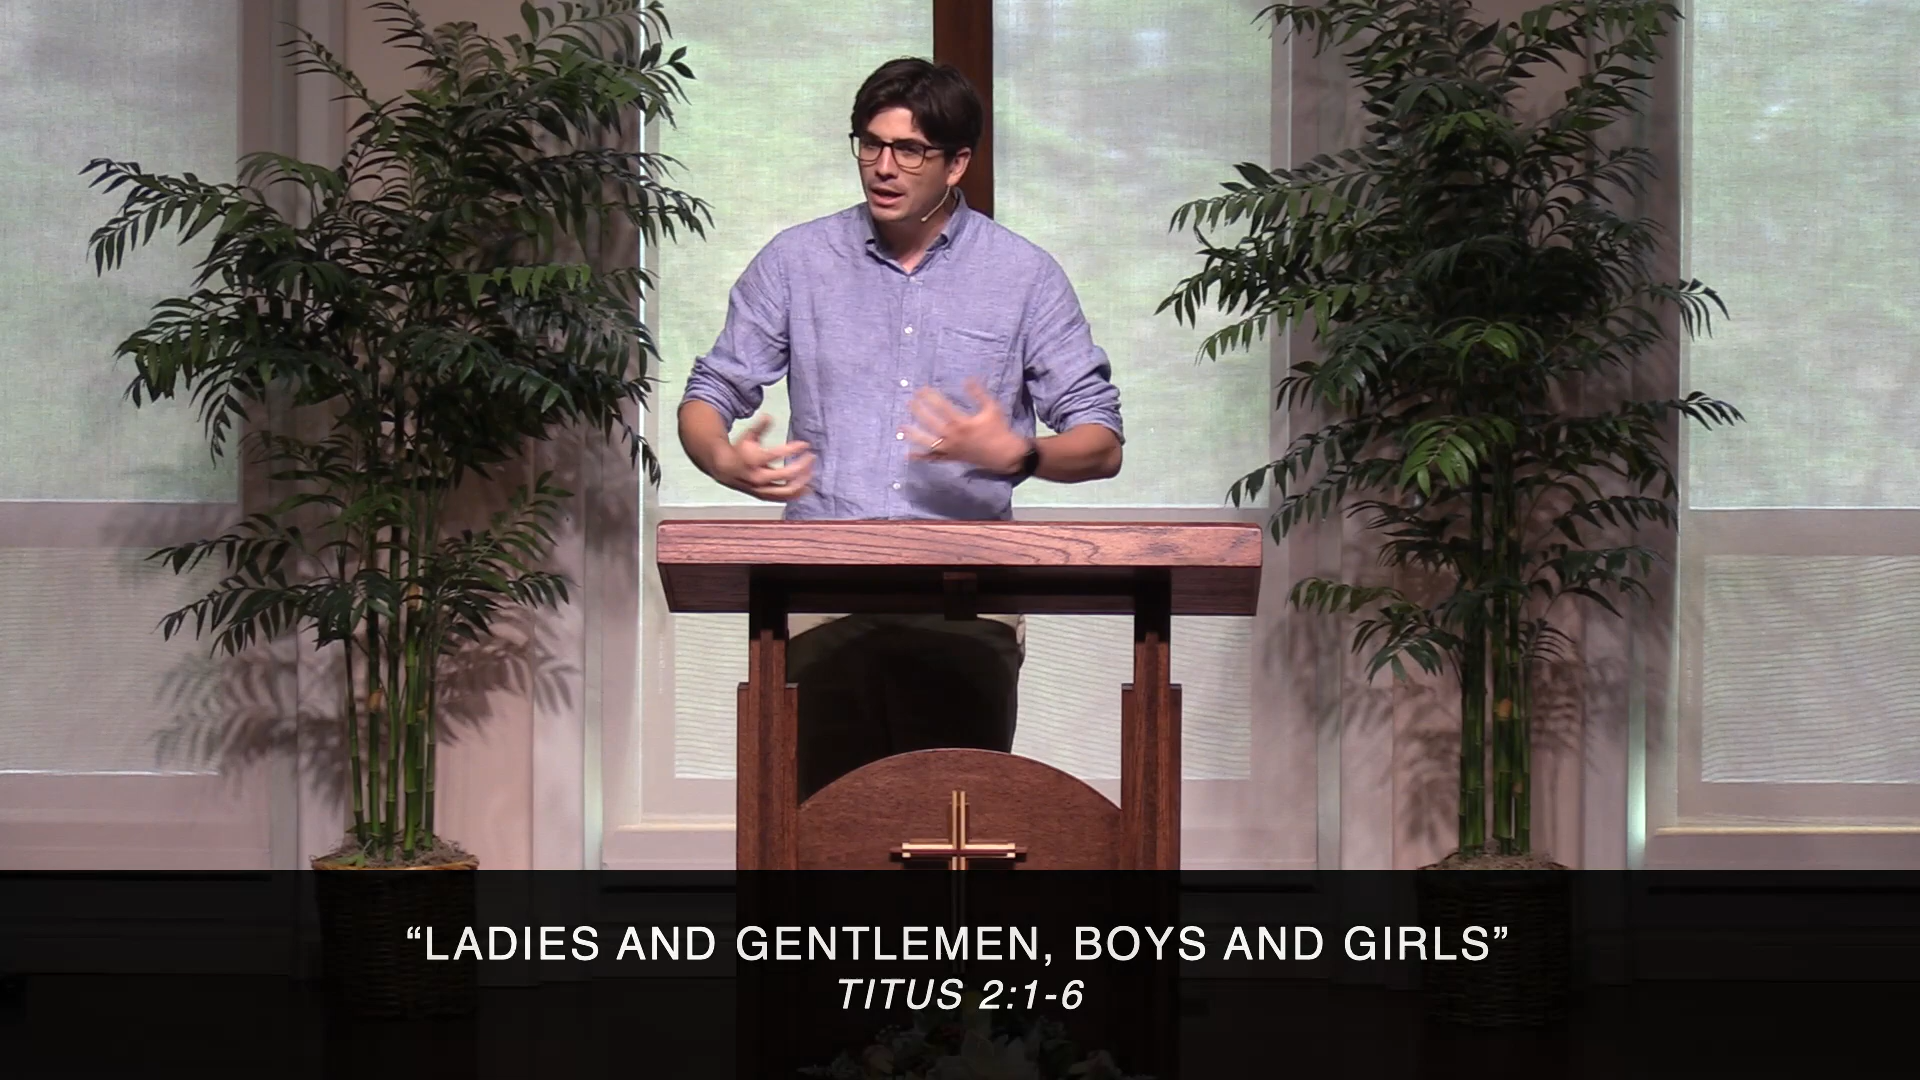 “LADIES AND GENTLEMEN, BOYS AND GIRLS”
TITUS 2:1-6